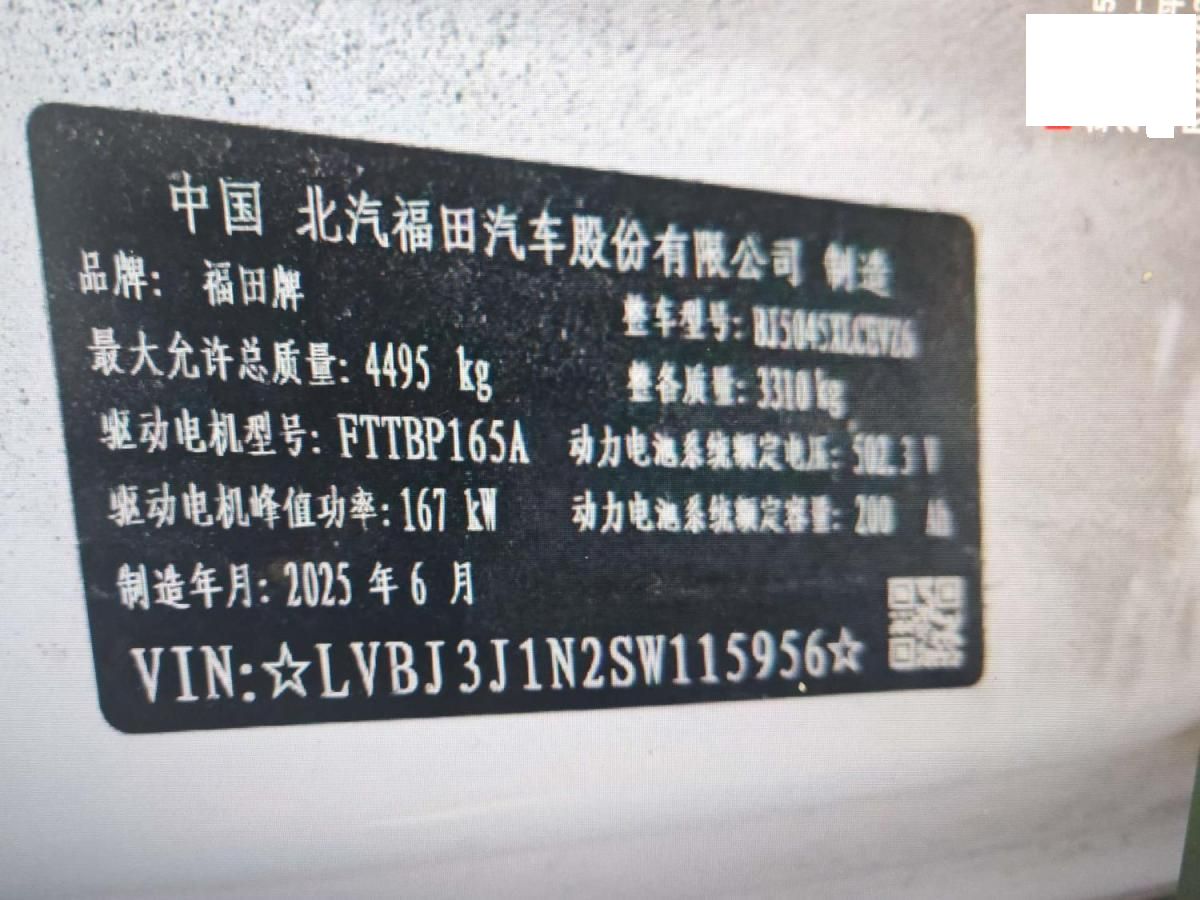 中国 北汽福田汽车股份有限公司 制造
品牌: 福田牌
整车型号: BJ5045XLCEVZ6
最大允许总质量: 4495 kg
整备质量: 3310 kg
驱动电机型号: FTTBP165A
动力电池系统额定电压: 502.3 V
驱动电机峰值功率: 167 kW
动力电池系统额定容量: 200 Ah
制造年月: 2025 年 6 月
VIN:☆LVBJ3J1N2SW115956☆